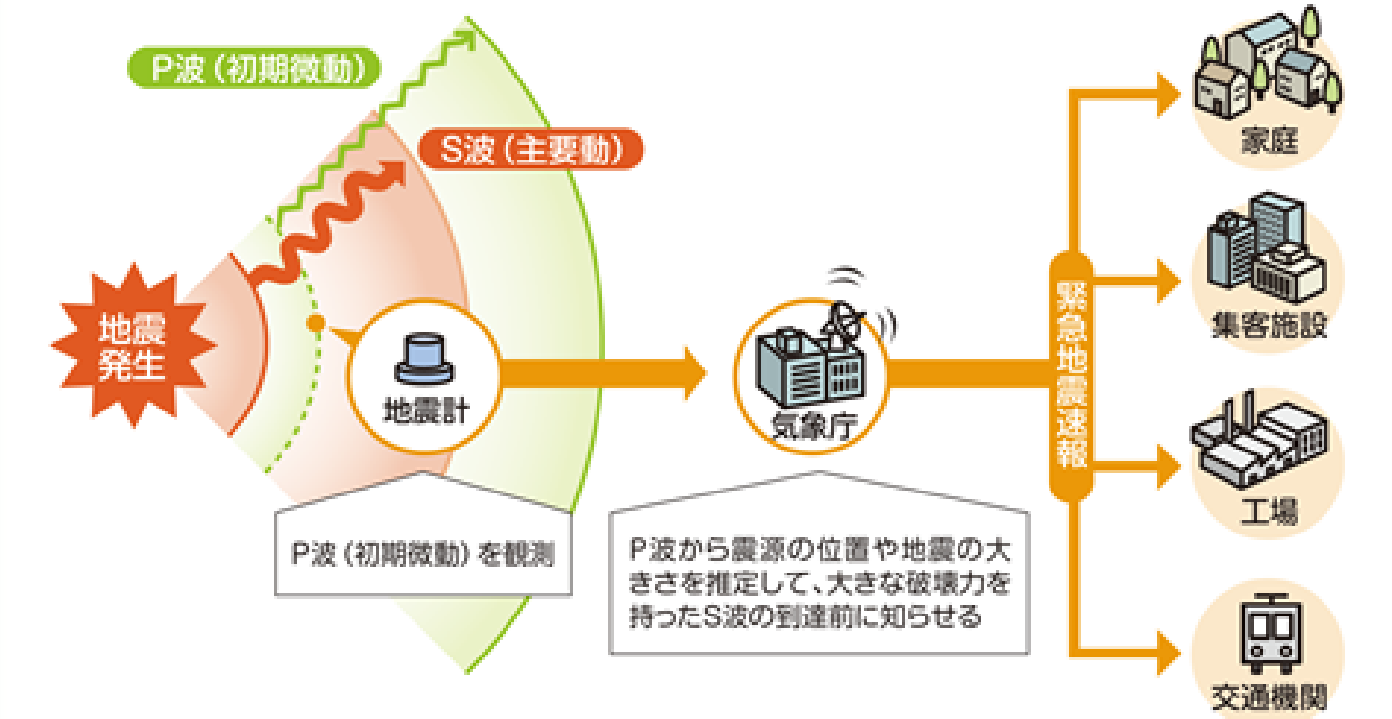 P波（初期微動）
S波（主要動）
地震
発生
地震計
P波（初期微動）を観測
気象庁
P波から震源の位置や地震の大
きさを推定して、大きな破壊力を
持ったS波の到達前に知らせる
緊急地震速報
家庭
集客施設
工場
交通機関